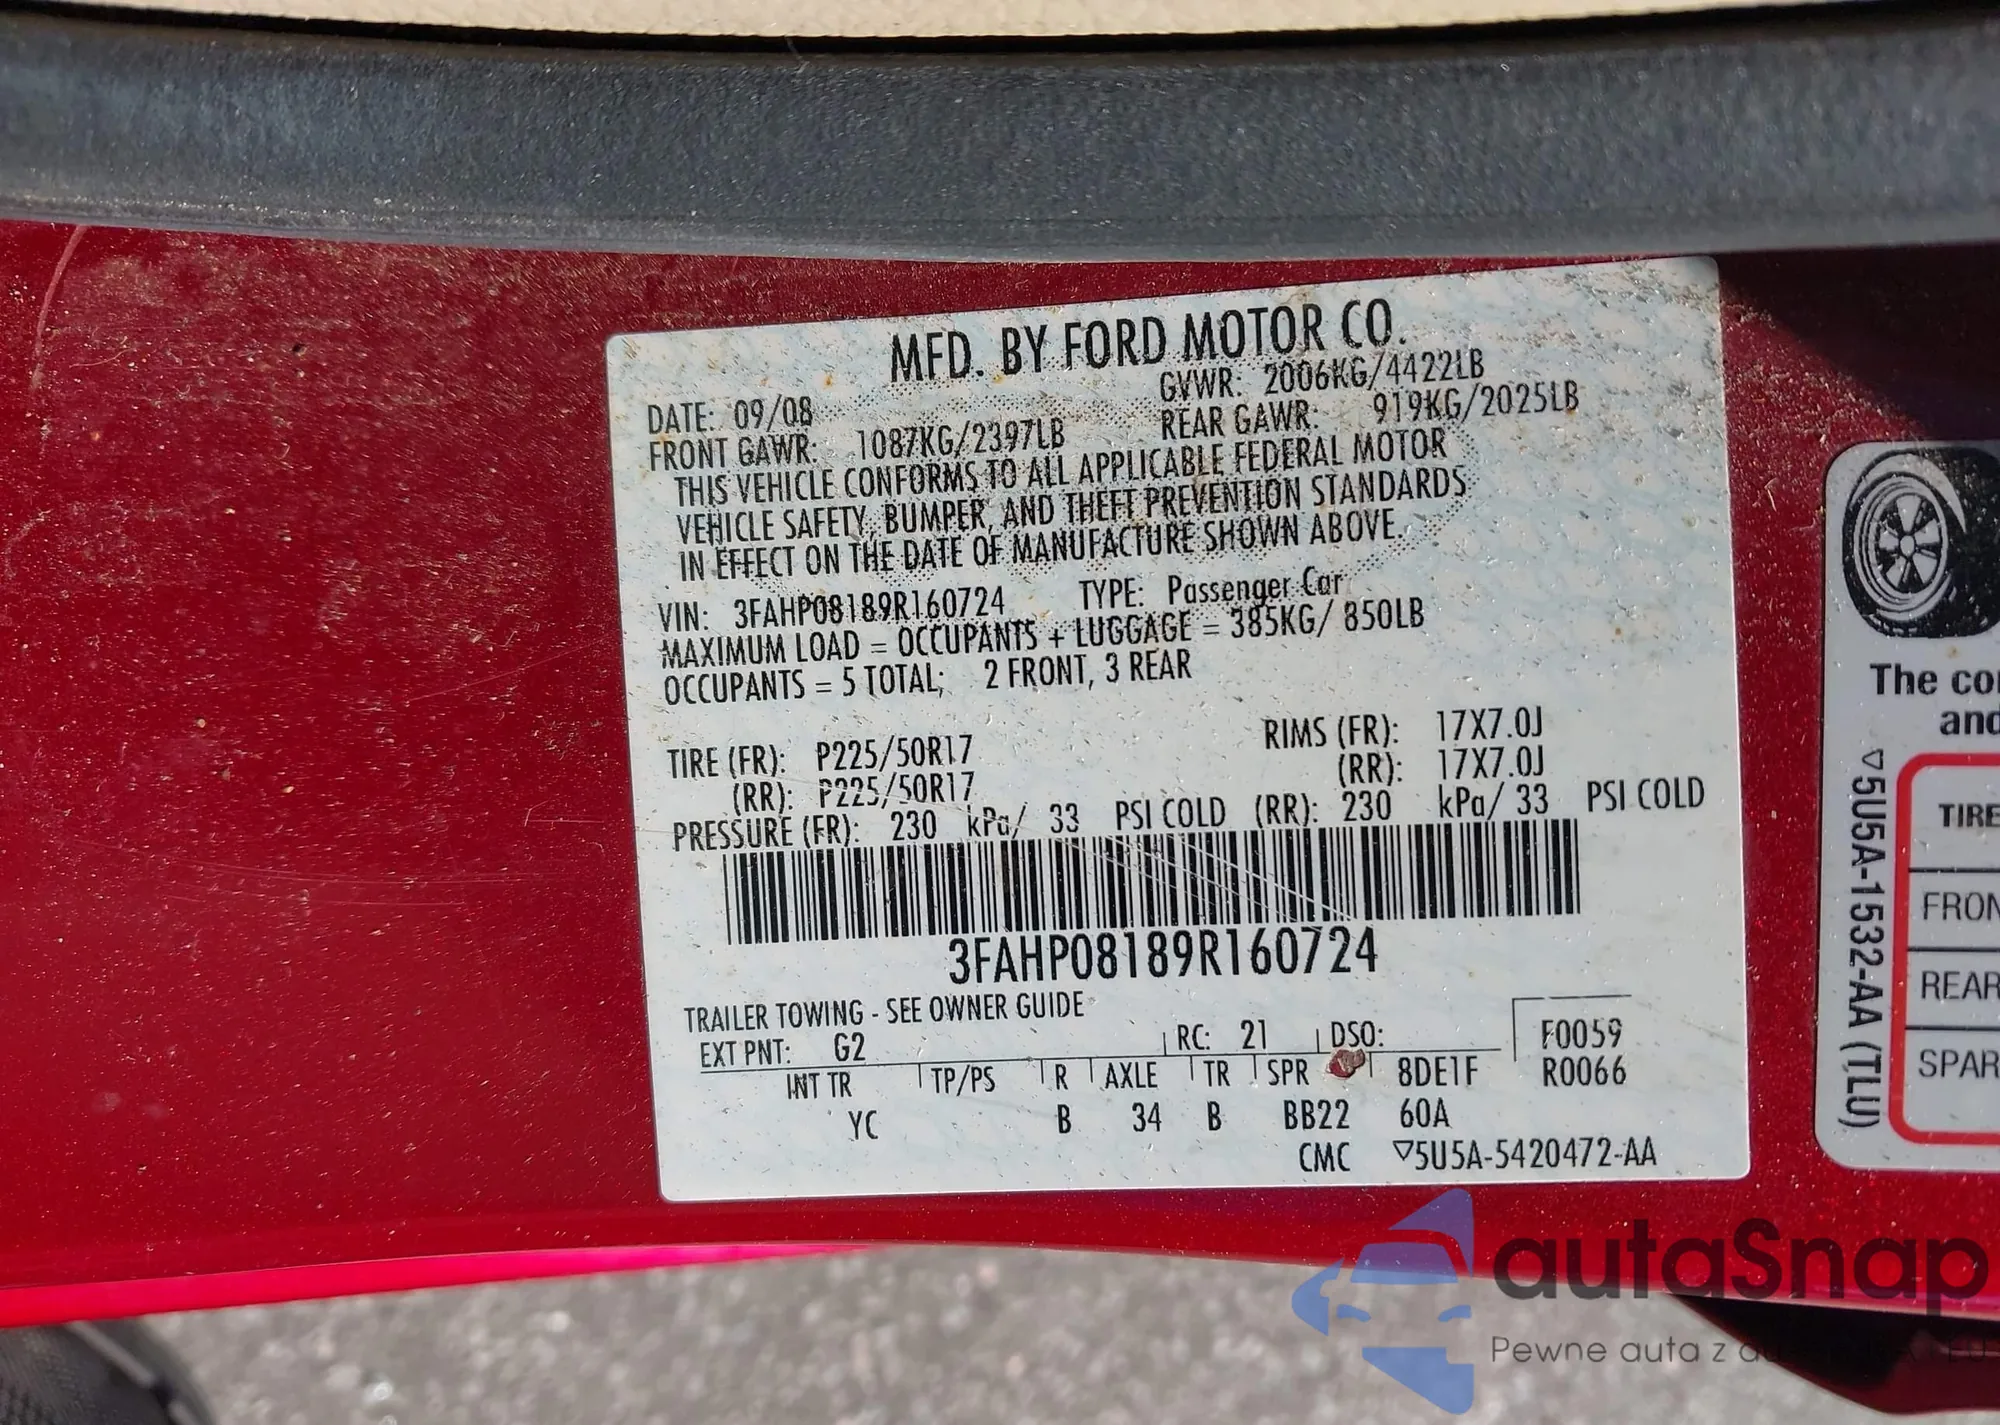 MFD. BY FORD MOTOR CO.
DATE: 09/08 GVWR: 2006KG/4422LB
FRONT GAWR: 1087KG/2397LB REAR GAWR: 919KG/2025LB
THIS VEHICLE CONFORMS TO ALL APPLICABLE FEDERAL MOTOR
VEHICLE SAFETY, BUMPER, AND THEFT PREVENTION STANDARDS
IN EFFECT ON THE DATE OF MANUFACTURE SHOWN ABOVE.
VIN: 3FAHP08189R160724 TYPE: Passenger Car
MAXIMUM LOAD = OCCUPANTS + LUGGAGE = 385KG/ 850LB
OCCUPANTS = 5 TOTAL; 2 FRONT, 3 REAR
TIRE (FR): P225/50R17 RIMS (FR): 17X7.0J
(RR): P225/50R17 (RR): 17X7.0J
PRESSURE (FR): 230 kPa/ 33 PSI COLD (RR): 230 kPa/ 33 PSI COLD
3FAHP08189R160724
TRAILER TOWING - SEE OWNER GUIDE
EXT PNT: G2 RC: 21 DSO: F0059
INT TR TP/PS R AXLE TR SPR 8DE1F R0066
YC B 34 B BB22 60A
CMC ▽5U5A-5420472-AA
The
and
▽5U5A-1532-AA (TLU)
TIRE
FRON
REAR
SPAR
autaSnap
Pewne auta z